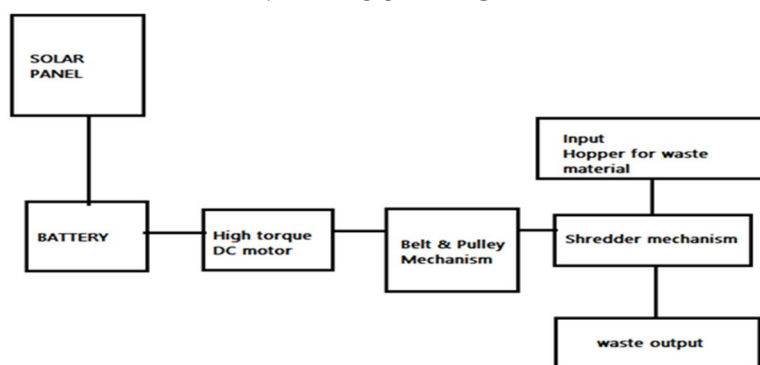 SOLAR
PANEL
Input
Hopper for waste
material
BATTERY
High torque
DC motor
Belt & Pulley
Mechanism
Shredder mechanism
waste output